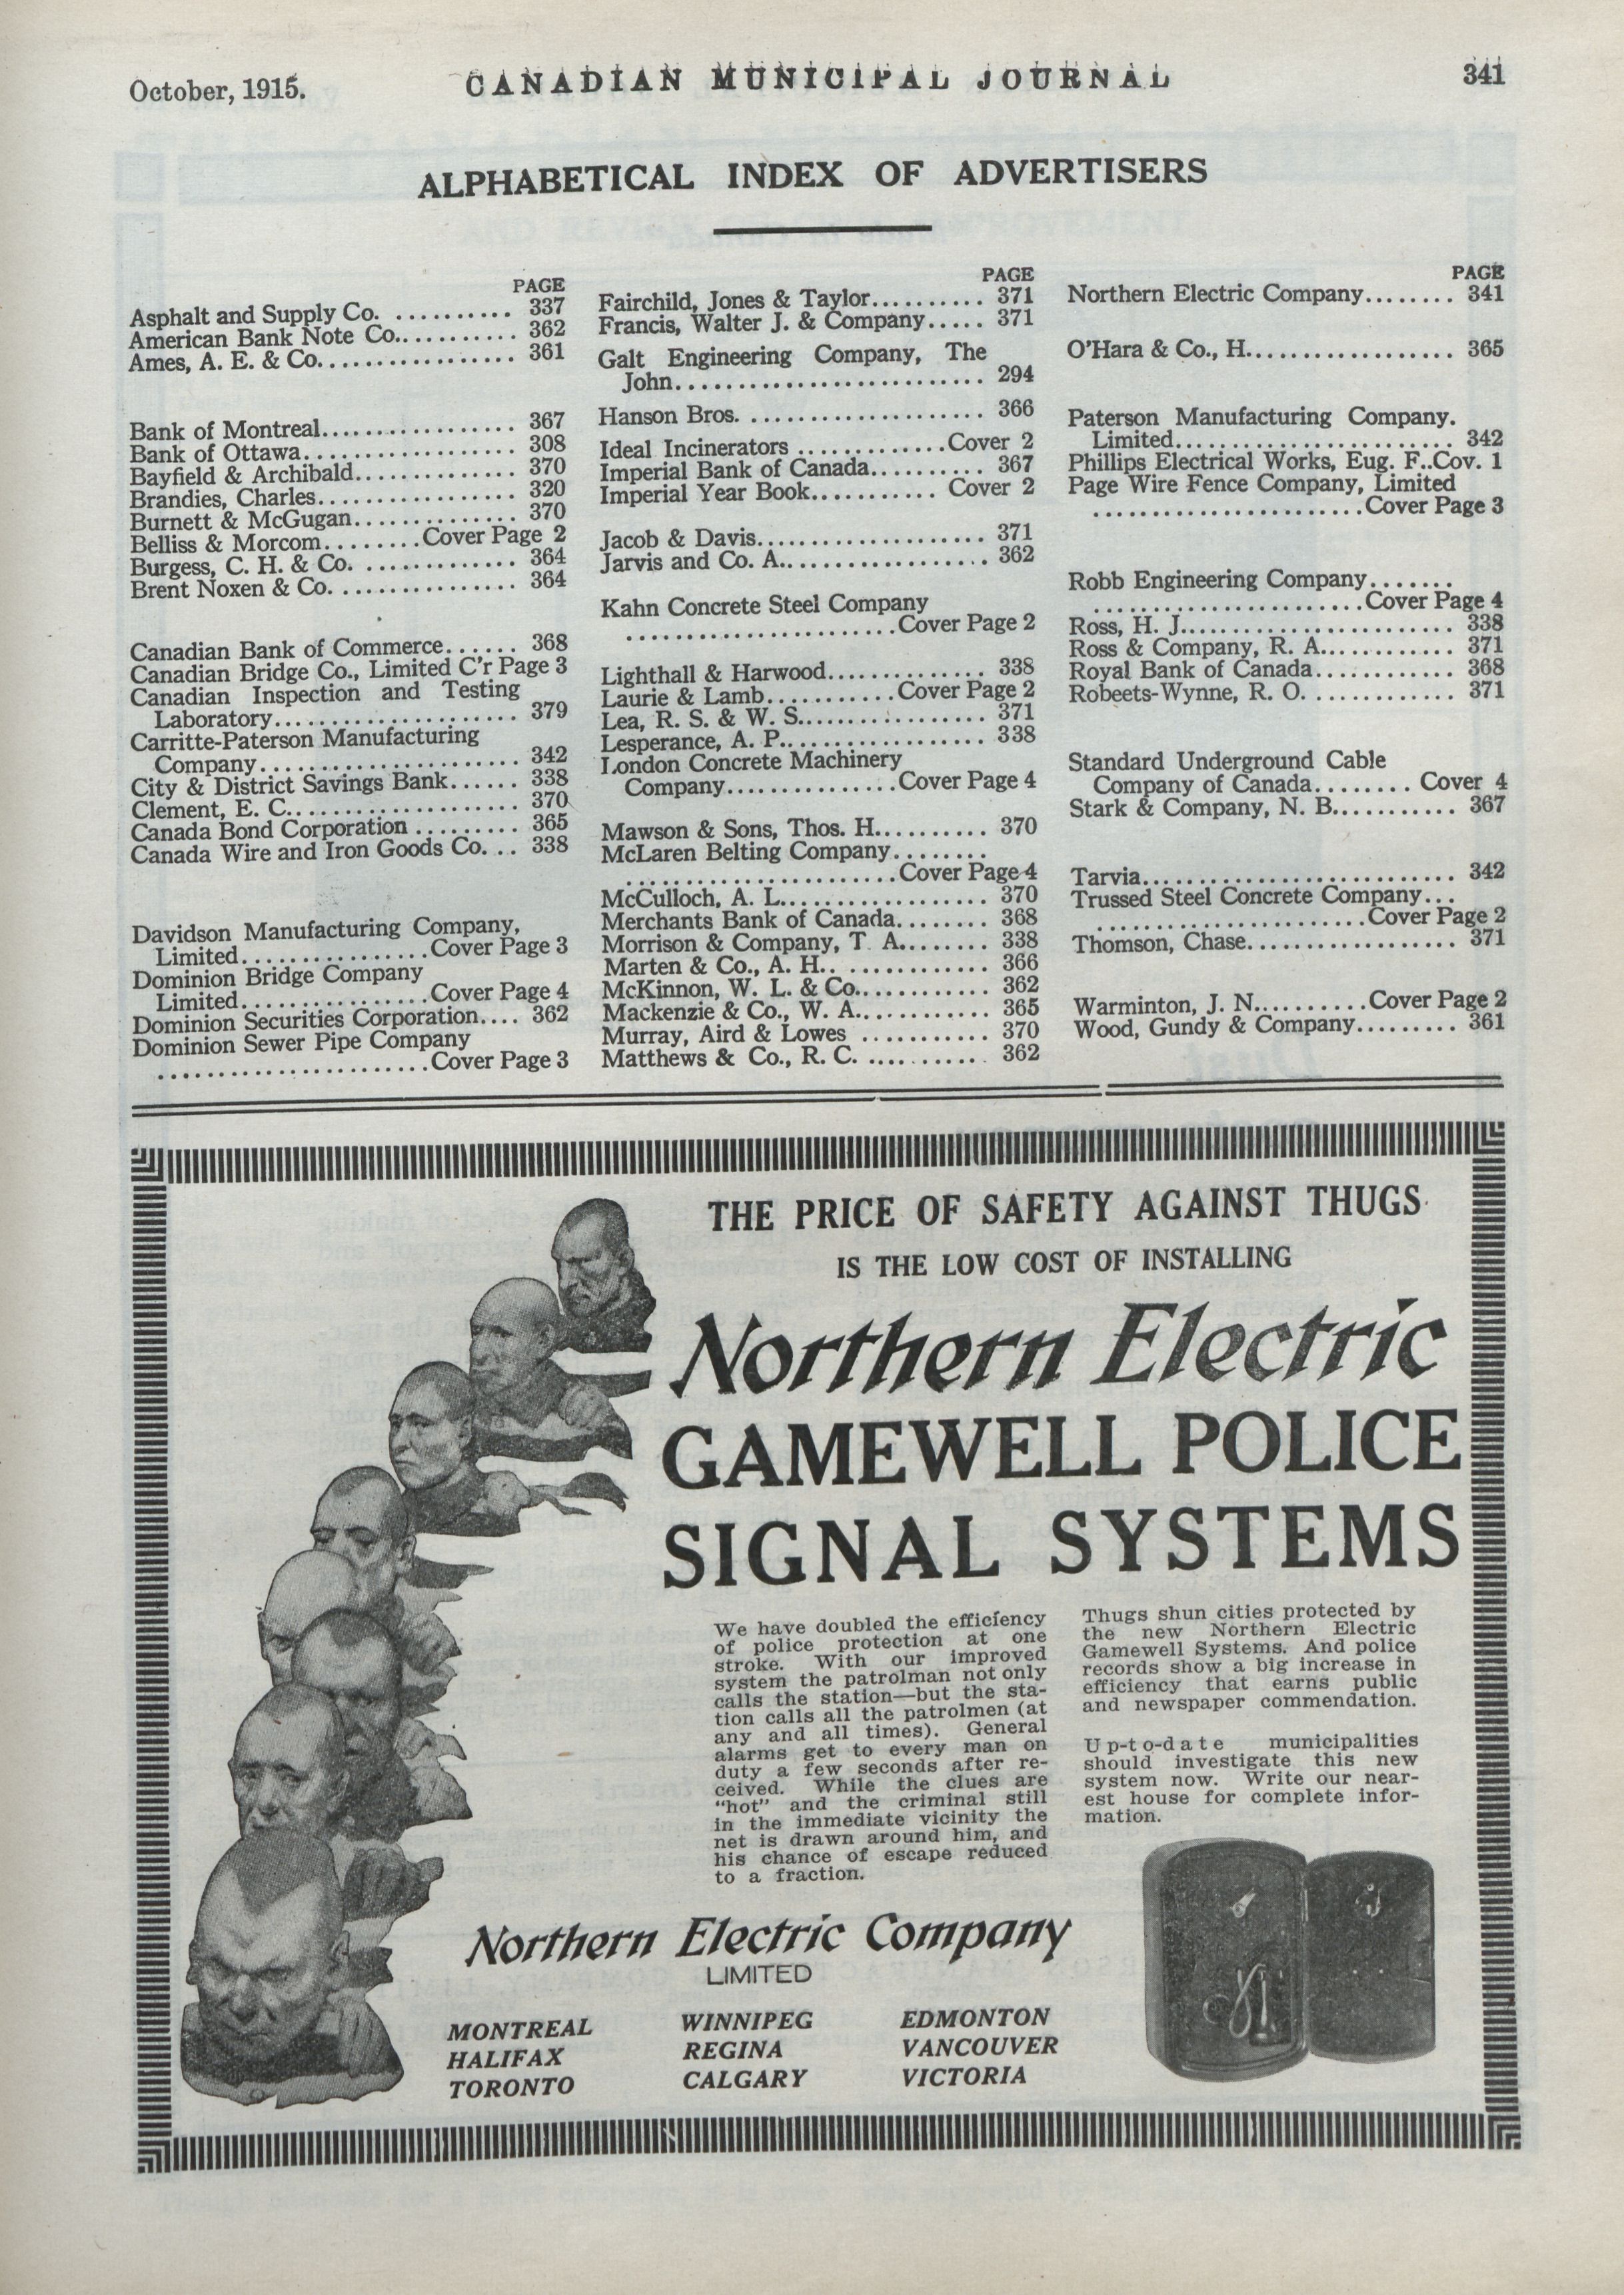 October, 1915.
CANADIAN MUNICIPAL JOURNAL
341
ALPHABETICAL INDEX OF ADVERTISERS
PAGE
Asphalt and Supply Co. .......... 337
American Bank Note Co........... 362
Ames, A. E. & Co................. 361
Bank of Montreal................. 367
Bank of Ottawa................... 308
Bayfield & Archibald.............. 370
Brandies, Charles................. 320
Burnett & McGugan.............. 370
Belliss & Morcom........Cover Page 2
Burgess, C. H. & Co. ............. 364
Brent Noxen & Co. ............... 364
Canadian Bank of Commerce...... 368
Canadian Bridge Co., Limited C'r Page 3
Canadian Inspection and Testing
Laboratory..................... 379
Carritte-Paterson Manufacturing
Company....................... 342
City & District Savings Bank...... 338
Clement, E. C.................... 370
Canada Bond Corporation ......... 365
Canada Wire and Iron Goods Co. .. 338
Davidson Manufacturing Company,
Limited................Cover Page 3
Dominion Bridge Company
Limited................Cover Page 4
Dominion Securities Corporation.... 362
Dominion Sewer Pipe Company
.......................Cover Page 3
PAGE
Fairchild, Jones & Taylor.......... 371
Francis, Walter J. & Company..... 371
Galt Engineering Company, The
John........................... 294
Hanson Bros. ..................... 366
Ideal Incinerators .............Cover 2
Imperial Bank of Canada.......... 367
Imperial Year Book........... Cover 2
Jacob & Davis.................... 371
Jarvis and Co. A.................. 362
Kahn Concrete Steel Company
.......................Cover Page 2
Lighthall & Harwood.............. 338
Laurie & Lamb...........Cover Page 2
Lea, R. S. & W. S................. 371
Lesperance, A. P.................. 338
London Concrete Machinery
Company...............Cover Page 4
Mawson & Sons, Thos. H.......... 370
McLaren Belting Company........
.......................Cover Page 4
McCulloch, A. L.................. 370
Merchants Bank of Canada........ 368
Morrison & Company, T. A........ 338
Marten & Co., A. H.. ............ 366
McKinnon, W. L. & Co............ 362
Mackenzie & Co., W. A........... 365
Murray, Aird & Lowes ........... 370
Matthews & Co., R. C. ........... 362
PAGE
Northern Electric Company........ 341
O'Hara & Co., H.................. 365
Paterson Manufacturing Company.
Limited........................ 342
Phillips Electrical Works, Eug. F..Cov. 1
Page Wire Fence Company, Limited
.......................Cover Page 3
Robb Engineering Company.......
.......................Cover Page 4
Ross, H. J........................ 338
Ross & Company, R. A............ 371
Royal Bank of Canada............ 368
Robeets-Wynne, R. O. ............ 371
Standard Underground Cable
Company of Canada........ Cover 4
Stark & Company, N. B........... 367
Tarvia........................... 342
Trussed Steel Concrete Company...
.......................Cover Page 2
Thomson, Chase.................. 371
Warminton, J. N..........Cover Page 2
Wood, Gundy & Company......... 361
THE PRICE OF SAFETY AGAINST THUGS
IS THE LOW COST OF INSTALLING
Northern Electric
GAMEWELL POLICE
SIGNAL SYSTEMS
We have doubled the efficiency
of police protection at one
stroke. With our improved
system the patrolman not only
calls the station—but the sta-
tion calls all the patrolmen (at
any and all times). General
alarms get to every man on
duty a few seconds after re-
ceived. While the clues are
"hot" and the criminal still
in the immediate vicinity the
net is drawn around him, and
his chance of escape reduced
to a fraction.
Thugs shun cities protected by
the new Northern Electric
Gamewell Systems. And police
records show a big increase in
efficiency that earns public
and newspaper commendation.
Up-to-date municipalities
should investigate this new
system now. Write our near-
est house for complete infor-
mation.
Northern Electric Company
LIMITED
MONTREAL
HALIFAX
TORONTO
WINNIPEG
REGINA
CALGARY
EDMONTON
VANCOUVER
VICTORIA